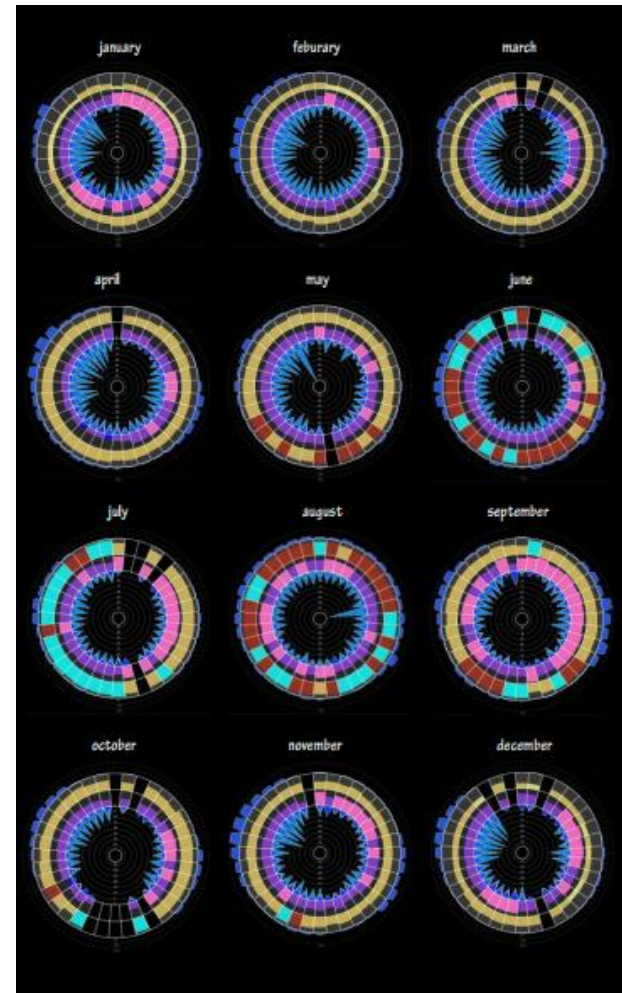 january feburary march
april may june
july august september
october november december